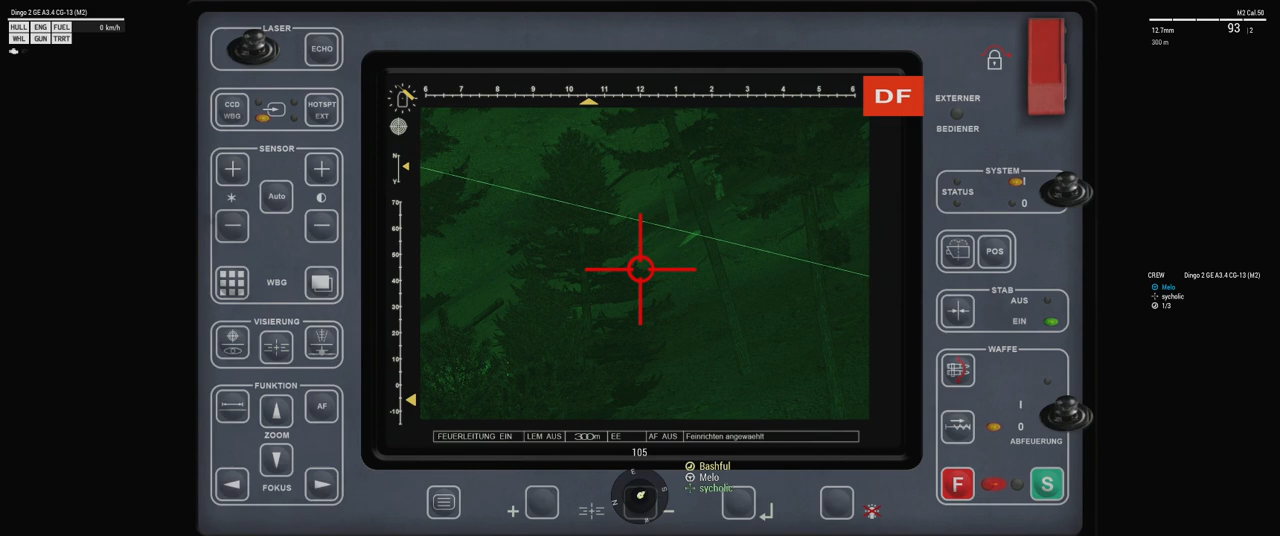 Dingo 2 GE A3.4 CG-13 (M2)
HULL ENG FUEL 0 km/h
WHL GUN TRRT
M2 Cal.50
12.7mm 93 | 2
300 m
LASER
ECHO
CCD
WBG
HOTSPT
EXT
SENSOR
Auto
WBG
VISIERUNG
FUNKTION
AF
ZOOM
FOKUS
6 5 4 3 2 1 12 1 2 3 4 5 6
DF
N
Y
70
60
50
40
30
20
10
0
-10
FEUERLEITUNG EIN LEM AUS 300m EE AF AUS Feinrichten angewaehlt
105
Bashful
Melo
sycholic
E
S
N
EXTERNER
BEDIENER
SYSTEM
I
STATUS
0
POS
STAB
AUS
EIN
WAFFE
I
0
ABFEUERUNG
F
S
CREW Dingo 2 GE A3.4 CG-13 (M2)
Melo
sycholic
1/3